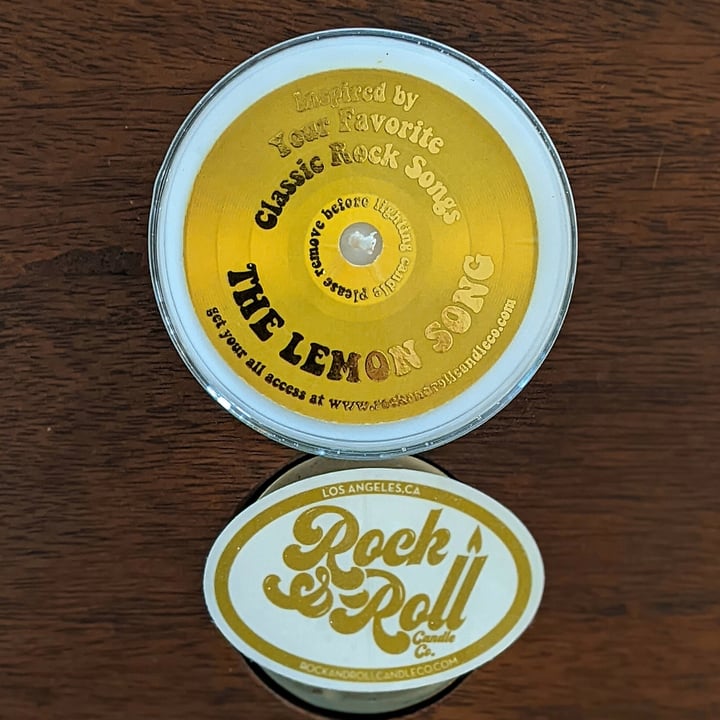 Inspired by
Your Favorite
Classic Rock Songs
please remove before lighting candle
THE LEMON SONG
get your all access at www.rockandrollcandleco.com
LOS ANGELES,CA
Rock
& Roll
Candle
Co.
ROCKANDROLLCANDLECO.COM